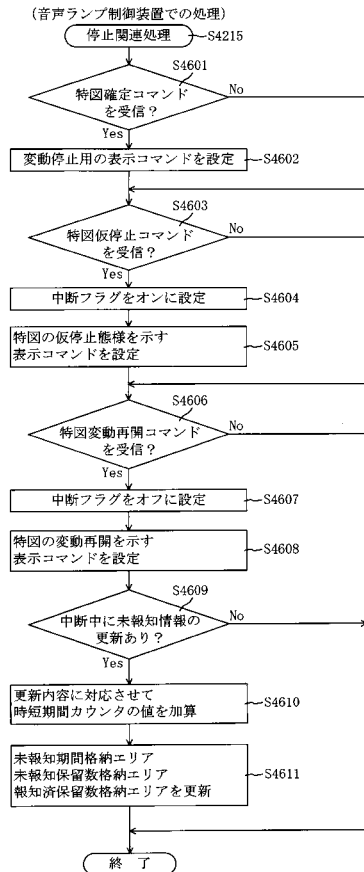 (音声ランプ制御装置での処理)
停止関連処理
S4215
S4601
特図確定コマンド
を受信?
No
Yes
変動停止用の表示コマンドを設定
S4602
S4603
特図仮停止コマンド
を受信?
No
Yes
中断フラグをオンに設定
S4604
特図の仮停止態様を示す
表示コマンドを設定
S4605
S4606
特図変動再開コマンド
を受信?
No
Yes
中断フラグをオフに設定
S4607
特図の変動再開を示す
表示コマンドを設定
S4608
S4609
中断中に未報知情報の
更新あり?
No
Yes
更新内容に対応させて
時短期間カウンタの値を加算
S4610
未報知期間格納エリア
未報知保留数格納エリア
報知済保留数格納エリアを更新
S4611
終了